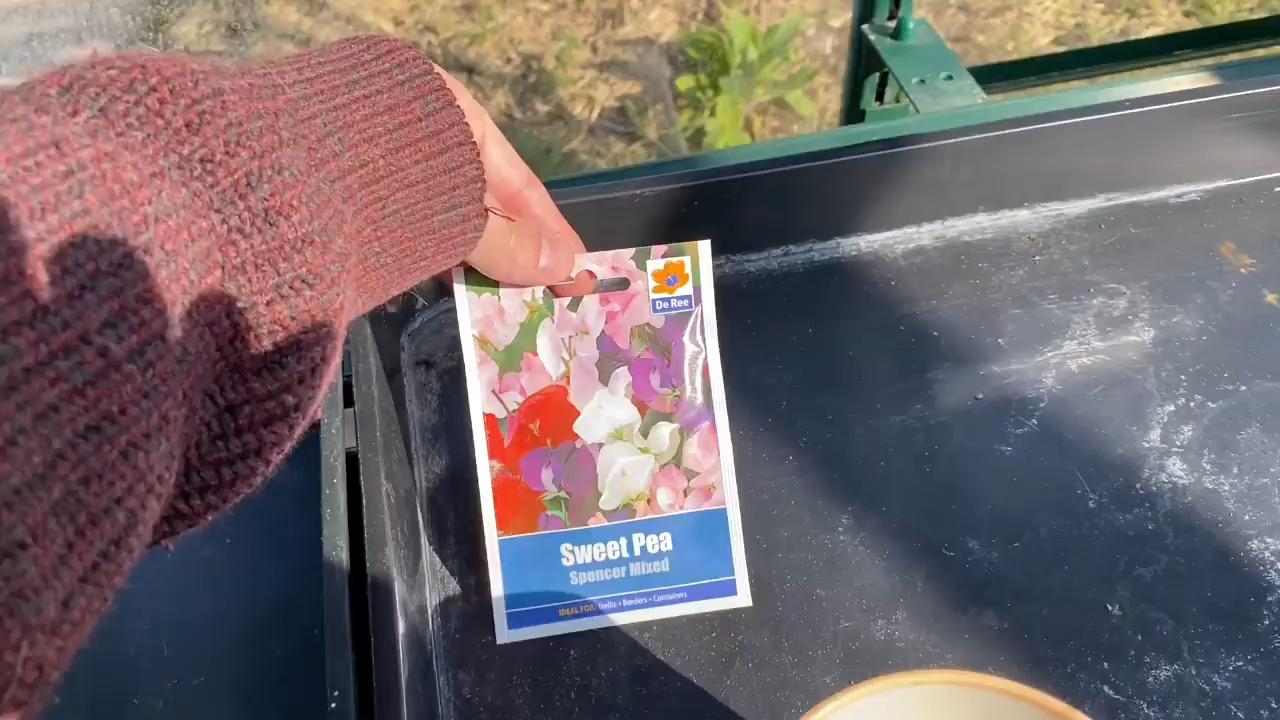 De Ree
Sweet Pea
Spencer Mixed
IDEAL FOR: Trellis • Borders • Containers